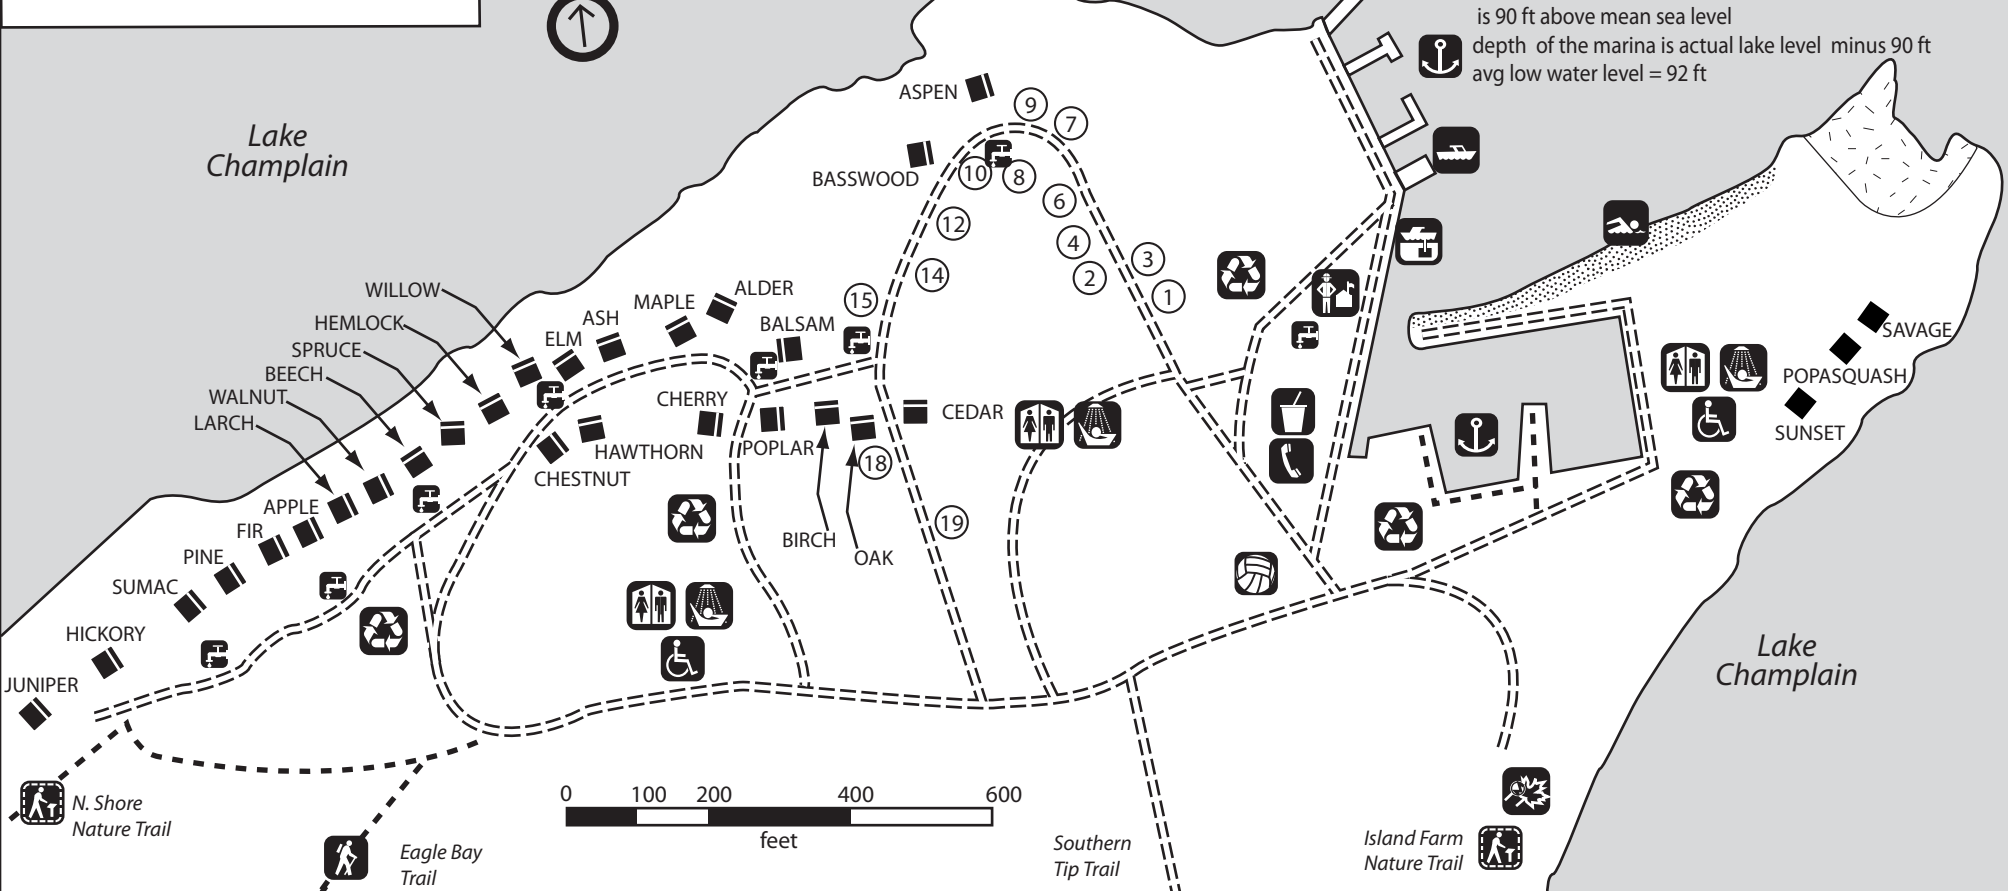 is 90 ft above mean sea level
depth of the marina is actual lake level minus 90 ft
avg low water level = 92 ft
Lake
Champlain
ASPEN
BASSWOOD
9
7
10
8
6
12
4
3
14
2
1
15
WILLOW
HEMLOCK
SPRUCE
BEECH
WALNUT
LARCH
ELM
ASH
MAPLE
ALDER
BALSAM
SAVAGE
POPASQUASH
SUNSET
CHERRY
HAWTHORN
CHESTNUT
POPLAR
CEDAR
18
APPLE
FIR
PINE
SUMAC
HICKORY
JUNIPER
BIRCH
OAK
19
Lake
Champlain
N. Shore
Nature Trail
Eagle Bay
Trail
0 100 200 400 600
feet
Southern
Tip Trail
Island Farm
Nature Trail